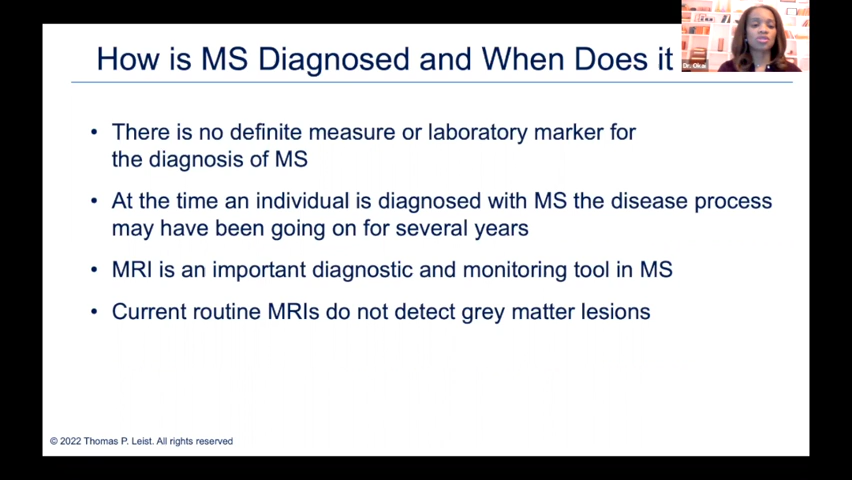 How is MS Diagnosed and When Does it
• There is no definite measure or laboratory marker for
the diagnosis of MS
• At the time an individual is diagnosed with MS the disease process
may have been going on for several years
• MRI is an important diagnostic and monitoring tool in MS
• Current routine MRIs do not detect grey matter lesions
© 2022 Thomas P. Leist. All rights reserved